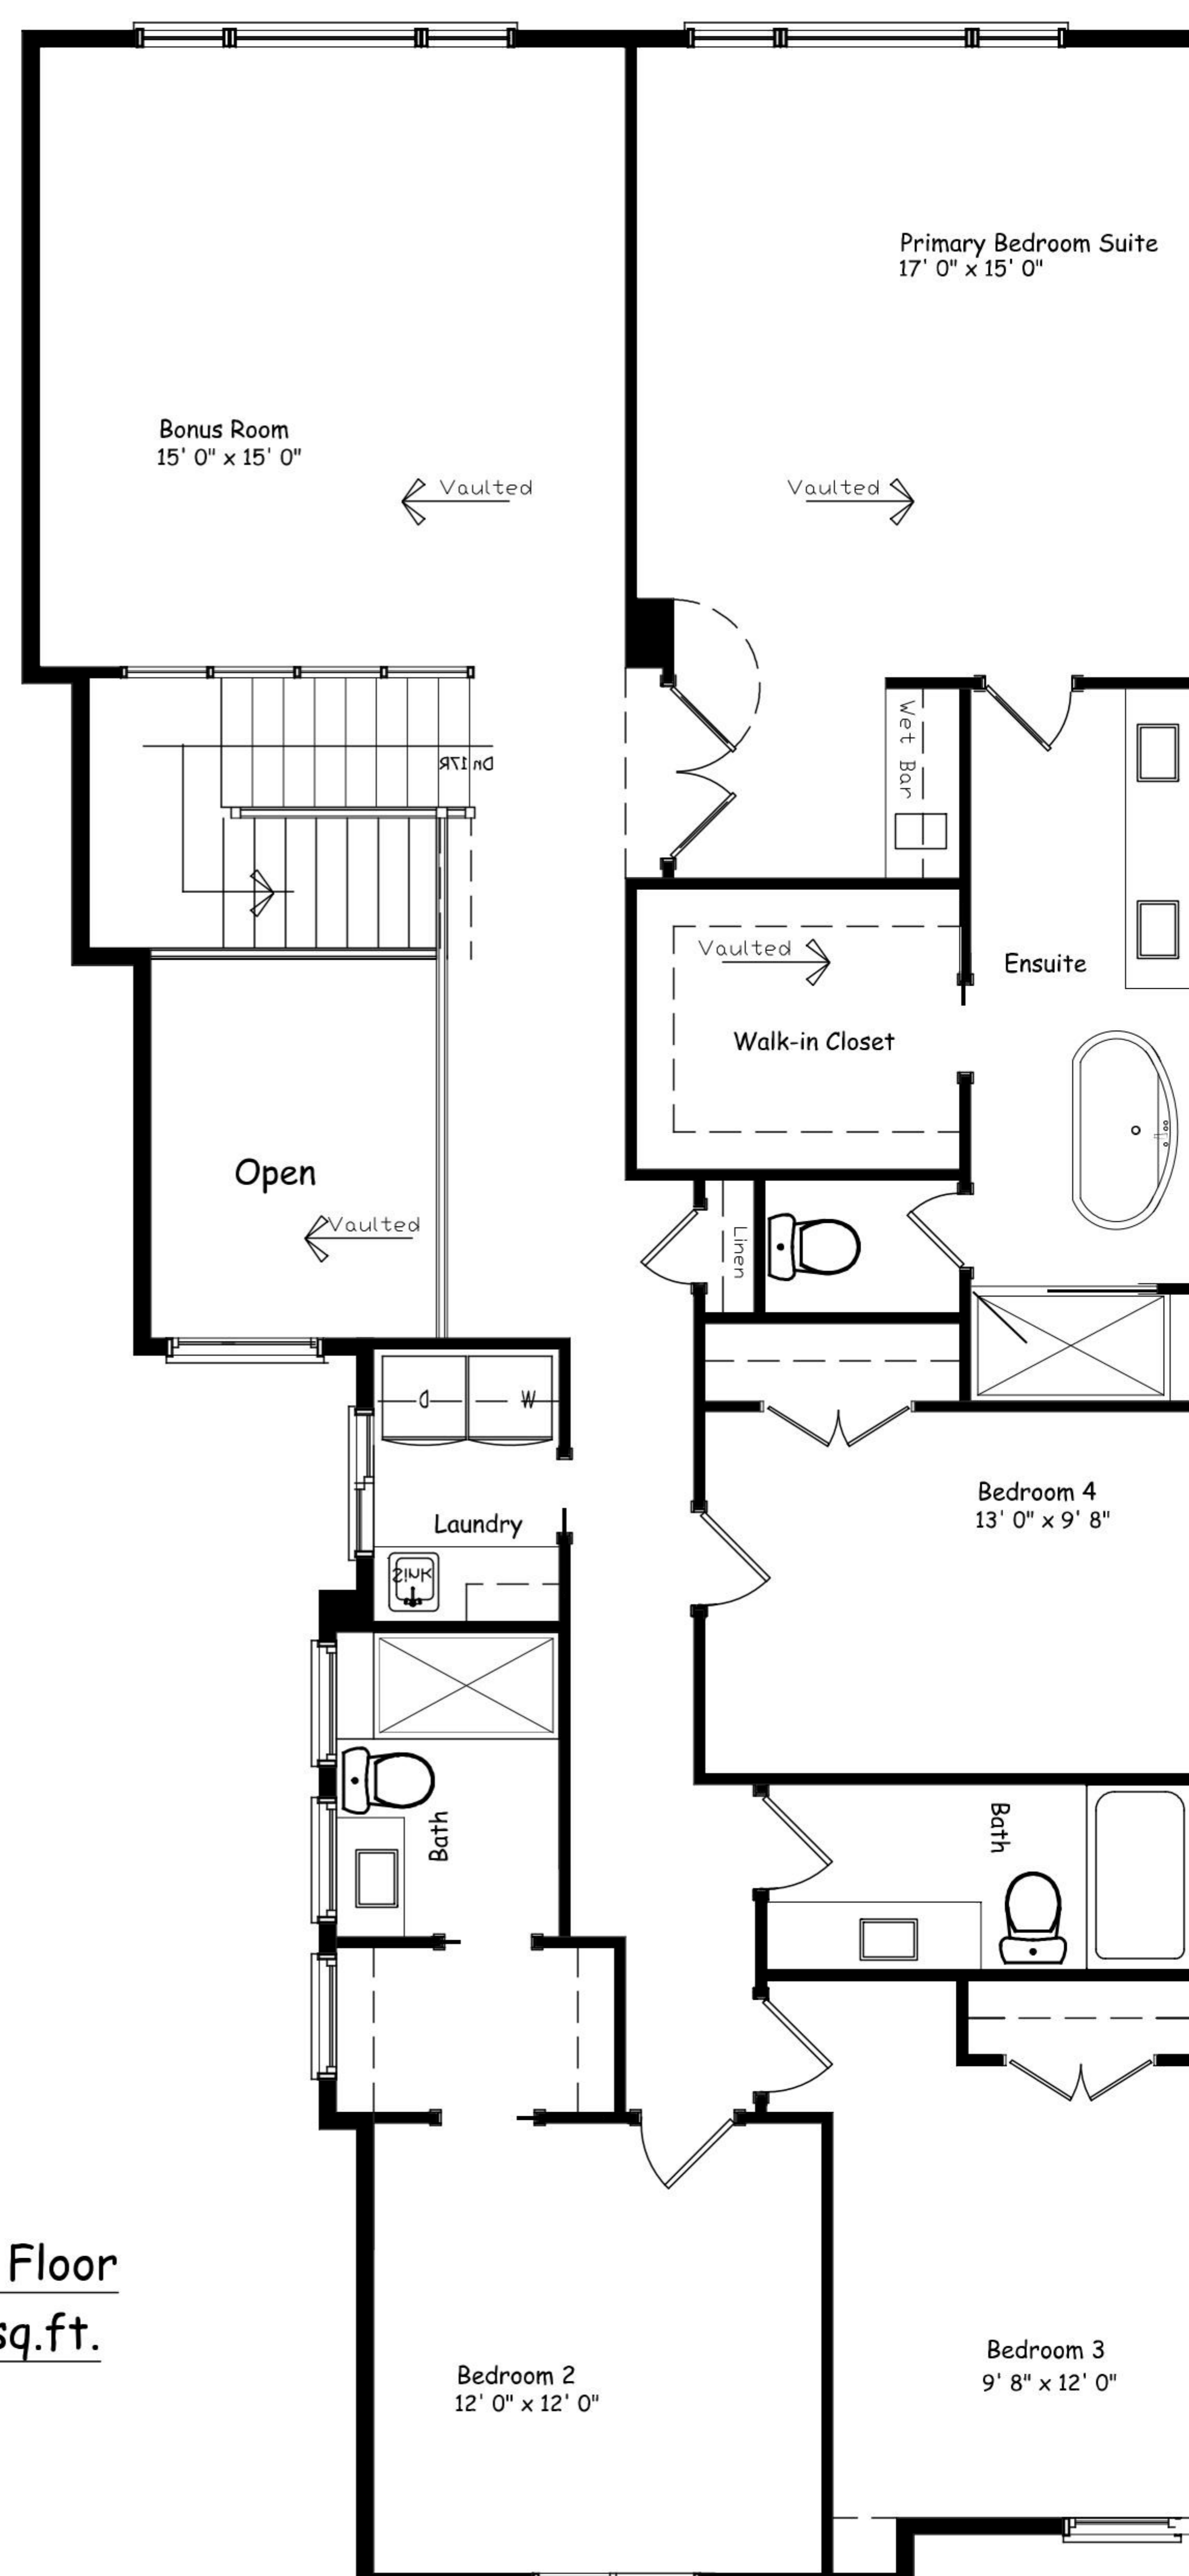 Primary Bedroom Suite
17' 0" x 15' 0"
Bonus Room
15' 0" x 15' 0"
Vaulted
Vaulted
Dn 17R
Wet Bar
Vaulted
Ensuite
Walk-in Closet
Open
Vaulted
Linen
D
W
Laundry
Sink
Bedroom 4
13' 0" x 9' 8"
Bath
Bath
Floor
sq.ft.
Bedroom 3
9' 8" x 12' 0"
Bedroom 2
12' 0" x 12' 0"